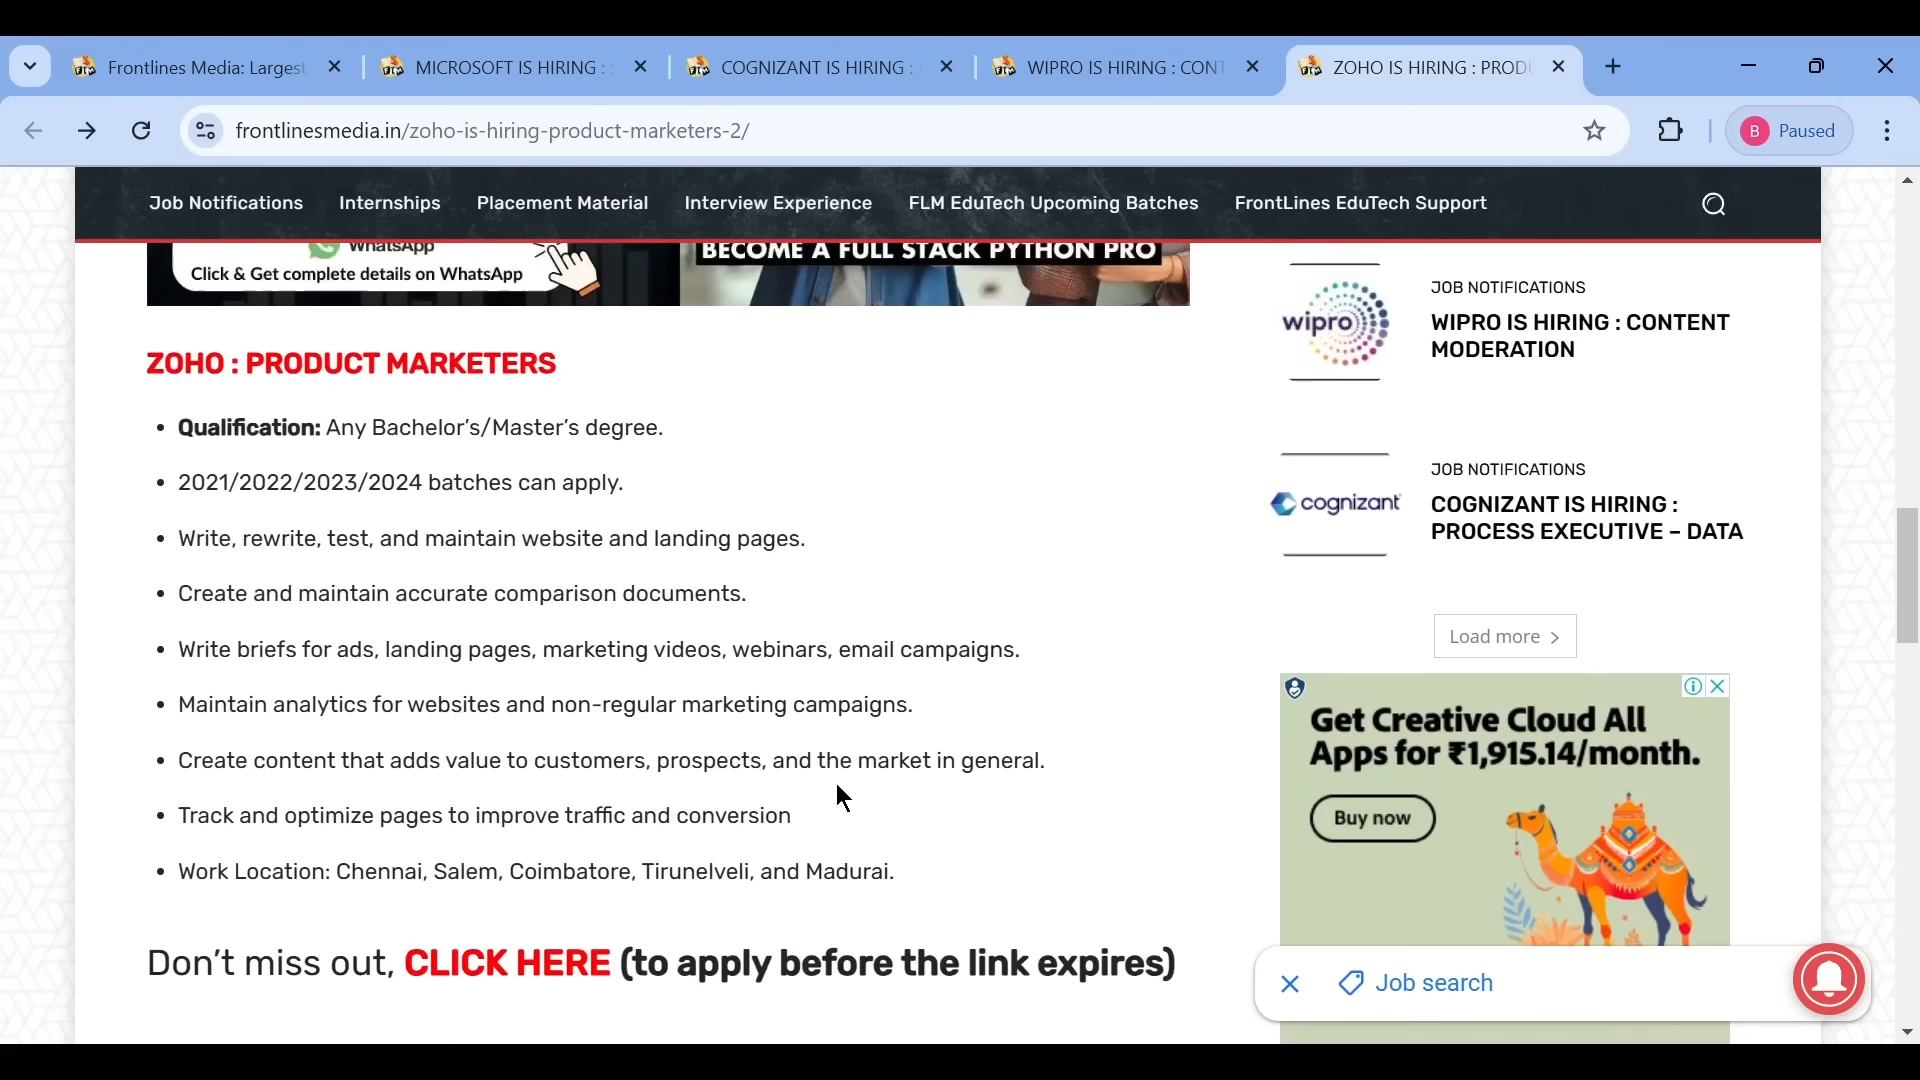 Frontlines Media: Largest
MICROSOFT IS HIRING :
COGNIZANT IS HIRING :
WIPRO IS HIRING : CONT
ZOHO IS HIRING : PROD
frontlinesmedia.in/zoho-is-hiring-product-marketers-2/
B Paused
Job Notifications Internships Placement Material Interview Experience FLM EduTech Upcoming Batches FrontLines EduTech Support
WhatsApp
Click & Get complete details on WhatsApp
BECOME A FULL STACK PYTHON PRO
ZOHO : PRODUCT MARKETERS
• Qualification: Any Bachelor’s/Master’s degree.
• 2021/2022/2023/2024 batches can apply.
• Write, rewrite, test, and maintain website and landing pages.
• Create and maintain accurate comparison documents.
• Write briefs for ads, landing pages, marketing videos, webinars, email campaigns.
• Maintain analytics for websites and non-regular marketing campaigns.
• Create content that adds value to customers, prospects, and the market in general.
• Track and optimize pages to improve traffic and conversion
• Work Location: Chennai, Salem, Coimbatore, Tirunelveli, and Madurai.
Don’t miss out, CLICK HERE (to apply before the link expires)
wipro
JOB NOTIFICATIONS
WIPRO IS HIRING : CONTENT
MODERATION
cognizant
JOB NOTIFICATIONS
COGNIZANT IS HIRING :
PROCESS EXECUTIVE – DATA
Load more
Get Creative Cloud All
Apps for ₹1,915.14/month.
Buy now
Job search